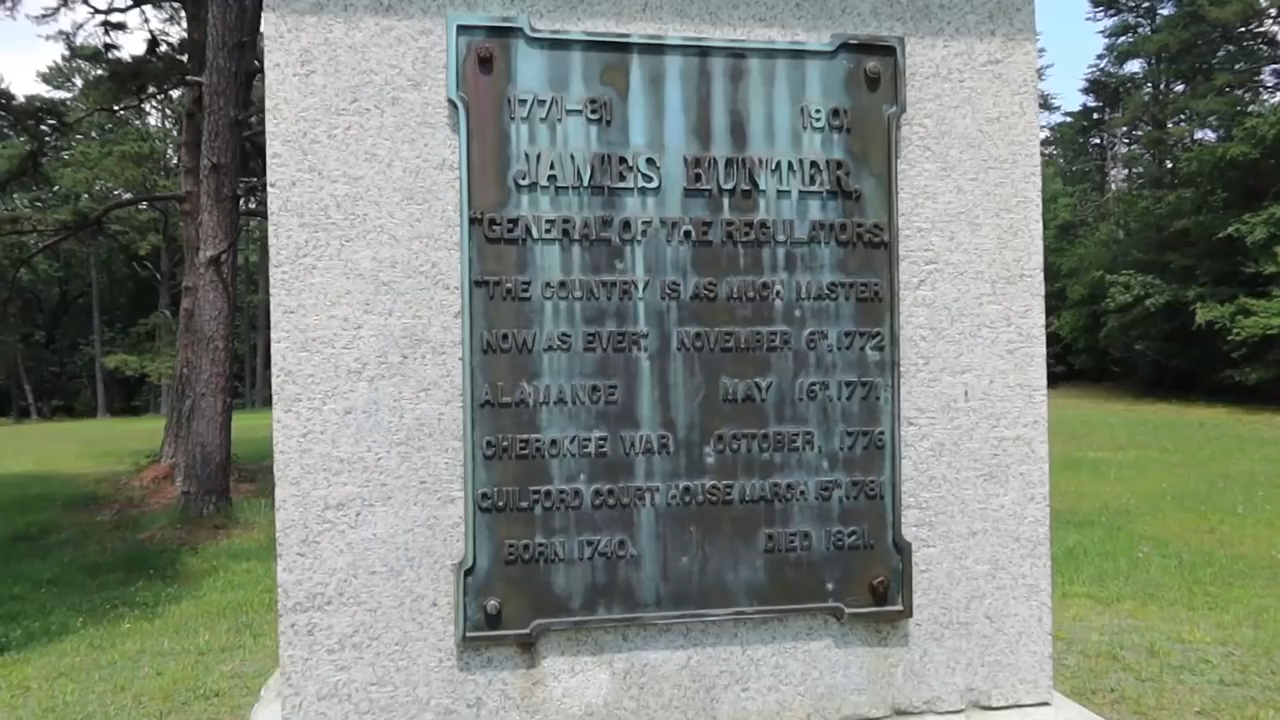 1771-81 1901
JAMES HUNTER,
"GENERAL" OF THE REGULATORS.
"THE COUNTRY IS AS MUCH MASTER
NOW AS EVER". NOVEMBER 6TH, 1772
ALAMANCE MAY 16TH, 1771
CHEROKEE WAR OCTOBER, 1776
GUILFORD COURT HOUSE MARCH 15TH 1781
BORN 1740. DIED 1821.